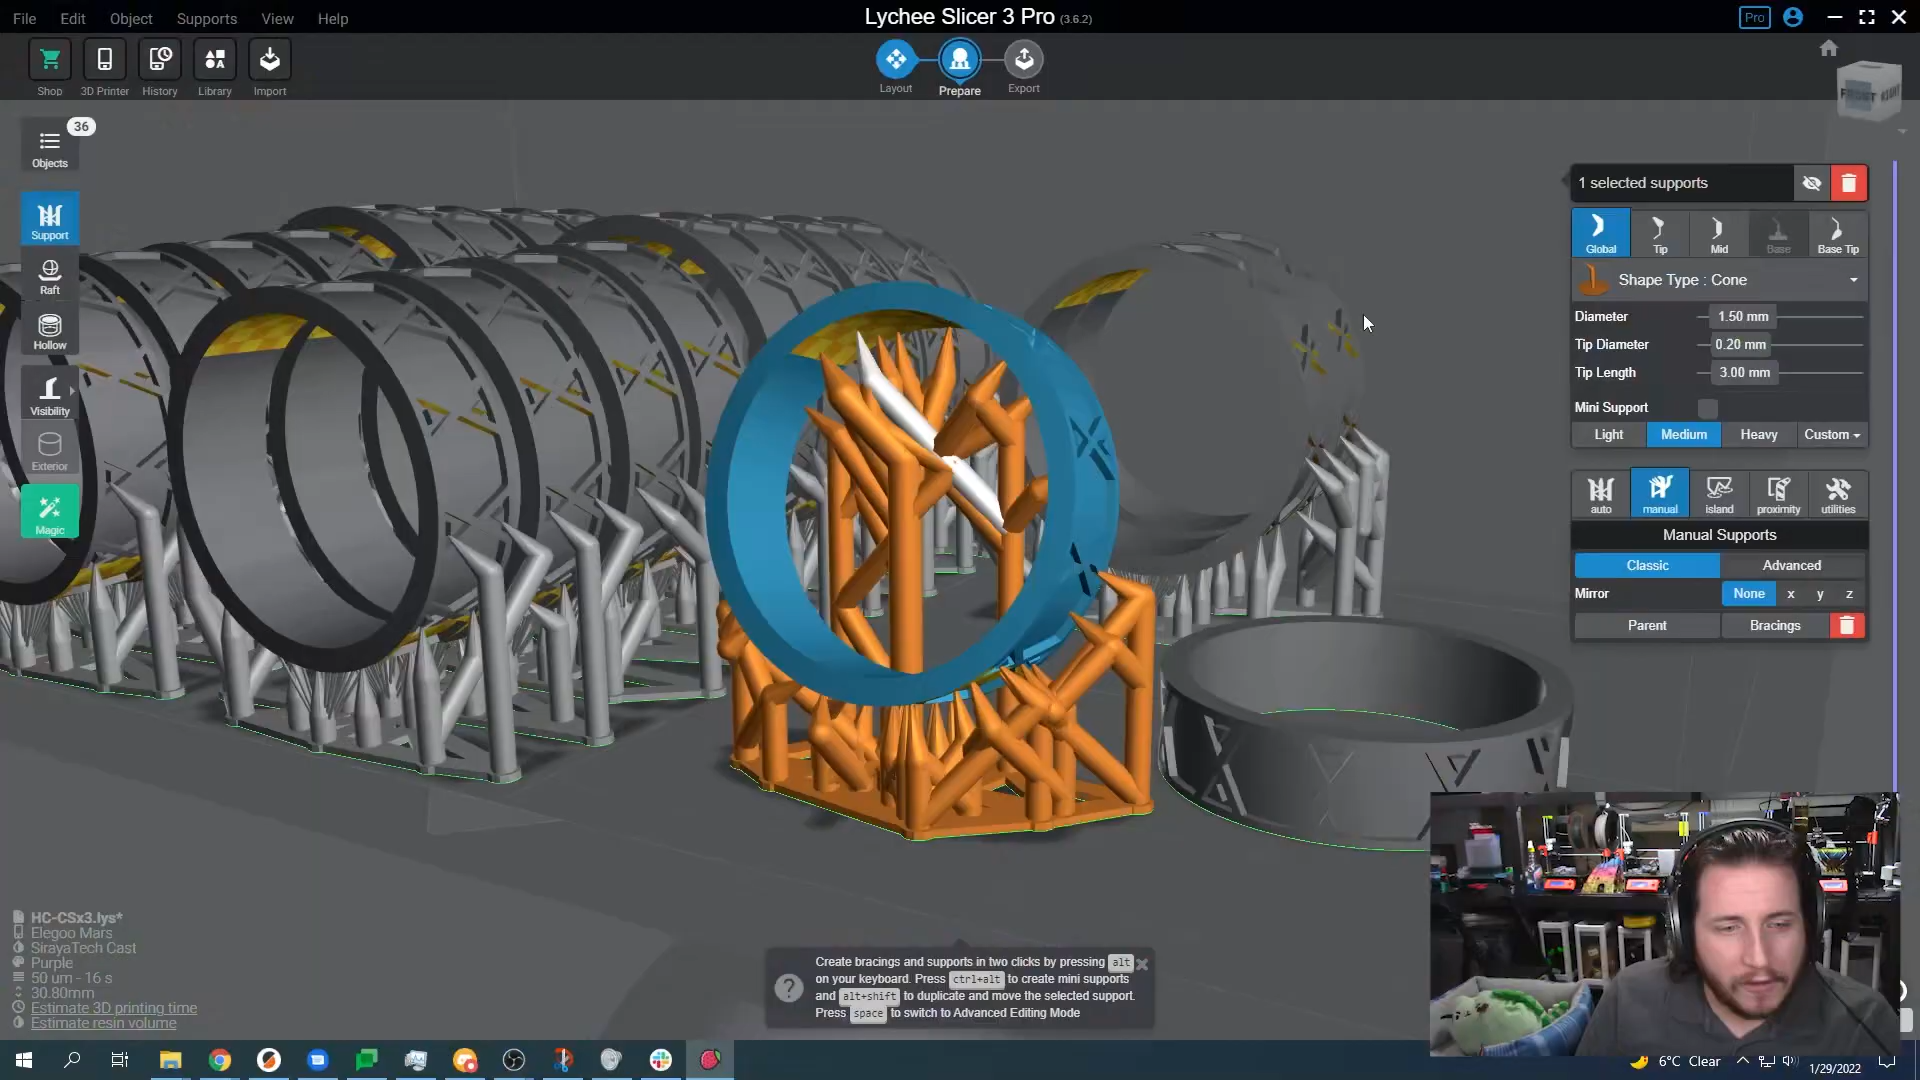 File Edit Object Supports View Help
Lychee Slicer 3 Pro (3.6.2)
Pro
Shop 3D Printer History Library Import
Layout Prepare Export
FRONT RIGHT
36
Objects
Support
Raft
Hollow
Visibility
Exterior
Magic
1 selected supports
Global Tip Mid Base Base Tip
Shape Type : Cone
Diameter 1.50 mm
Tip Diameter 0.20 mm
Tip Length 3.00 mm
Mini Support
Light Medium Heavy Custom
auto manual island proximity utilities
Manual Supports
Classic Advanced
Mirror None x y z
Parent Bracings
HC-CSx3.lys*
Elegoo Mars
SirayaTech Cast
Purple
50 um - 16 s
30.80mm
Estimate 3D printing time
Estimate resin volume
Create bracings and supports in two clicks by pressing alt
on your keyboard. Press ctrl+alt to create mini supports
and alt+shift to duplicate and move the selected support.
Press space to switch to Advanced Editing Mode
6°C Clear
1/29/2022